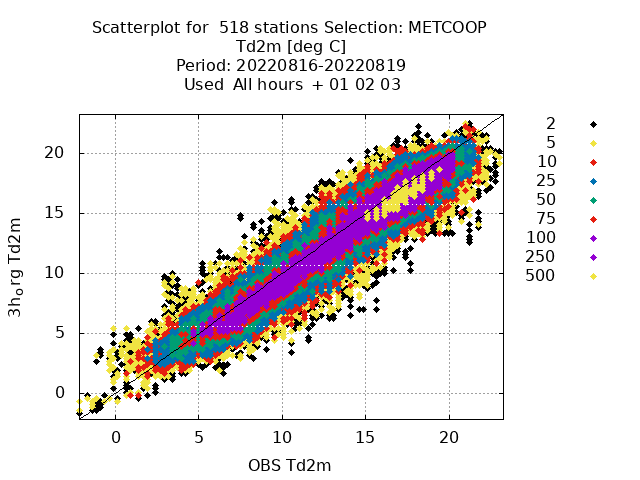 Scatterplot for  518 stations Selection: METCOOP
Td2m [deg C]
Period: 20220816-20220819
Used  All hours  + 01 02 03
2
5
10
25
50
75
100
250
500
20
15
10
5
0
3horg Td2m
0 5 10 15 20
OBS Td2m